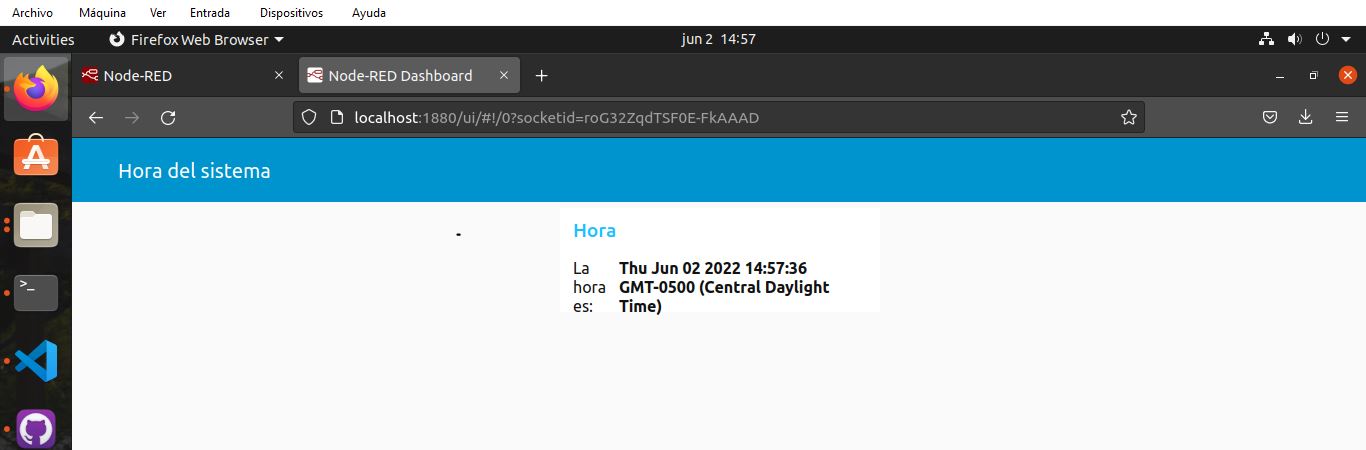 Archivo Máquina Ver Entrada Dispositivos Ayuda
Activities Firefox Web Browser jun 2 14:57
Node-RED Node-RED Dashboard
localhost:1880/ui/#!/0?socketid=roG32ZqdTSF0E-FkAAAD
Hora del sistema
Hora
La Thu Jun 02 2022 14:57:36
hora GMT-0500 (Central Daylight
es: Time)